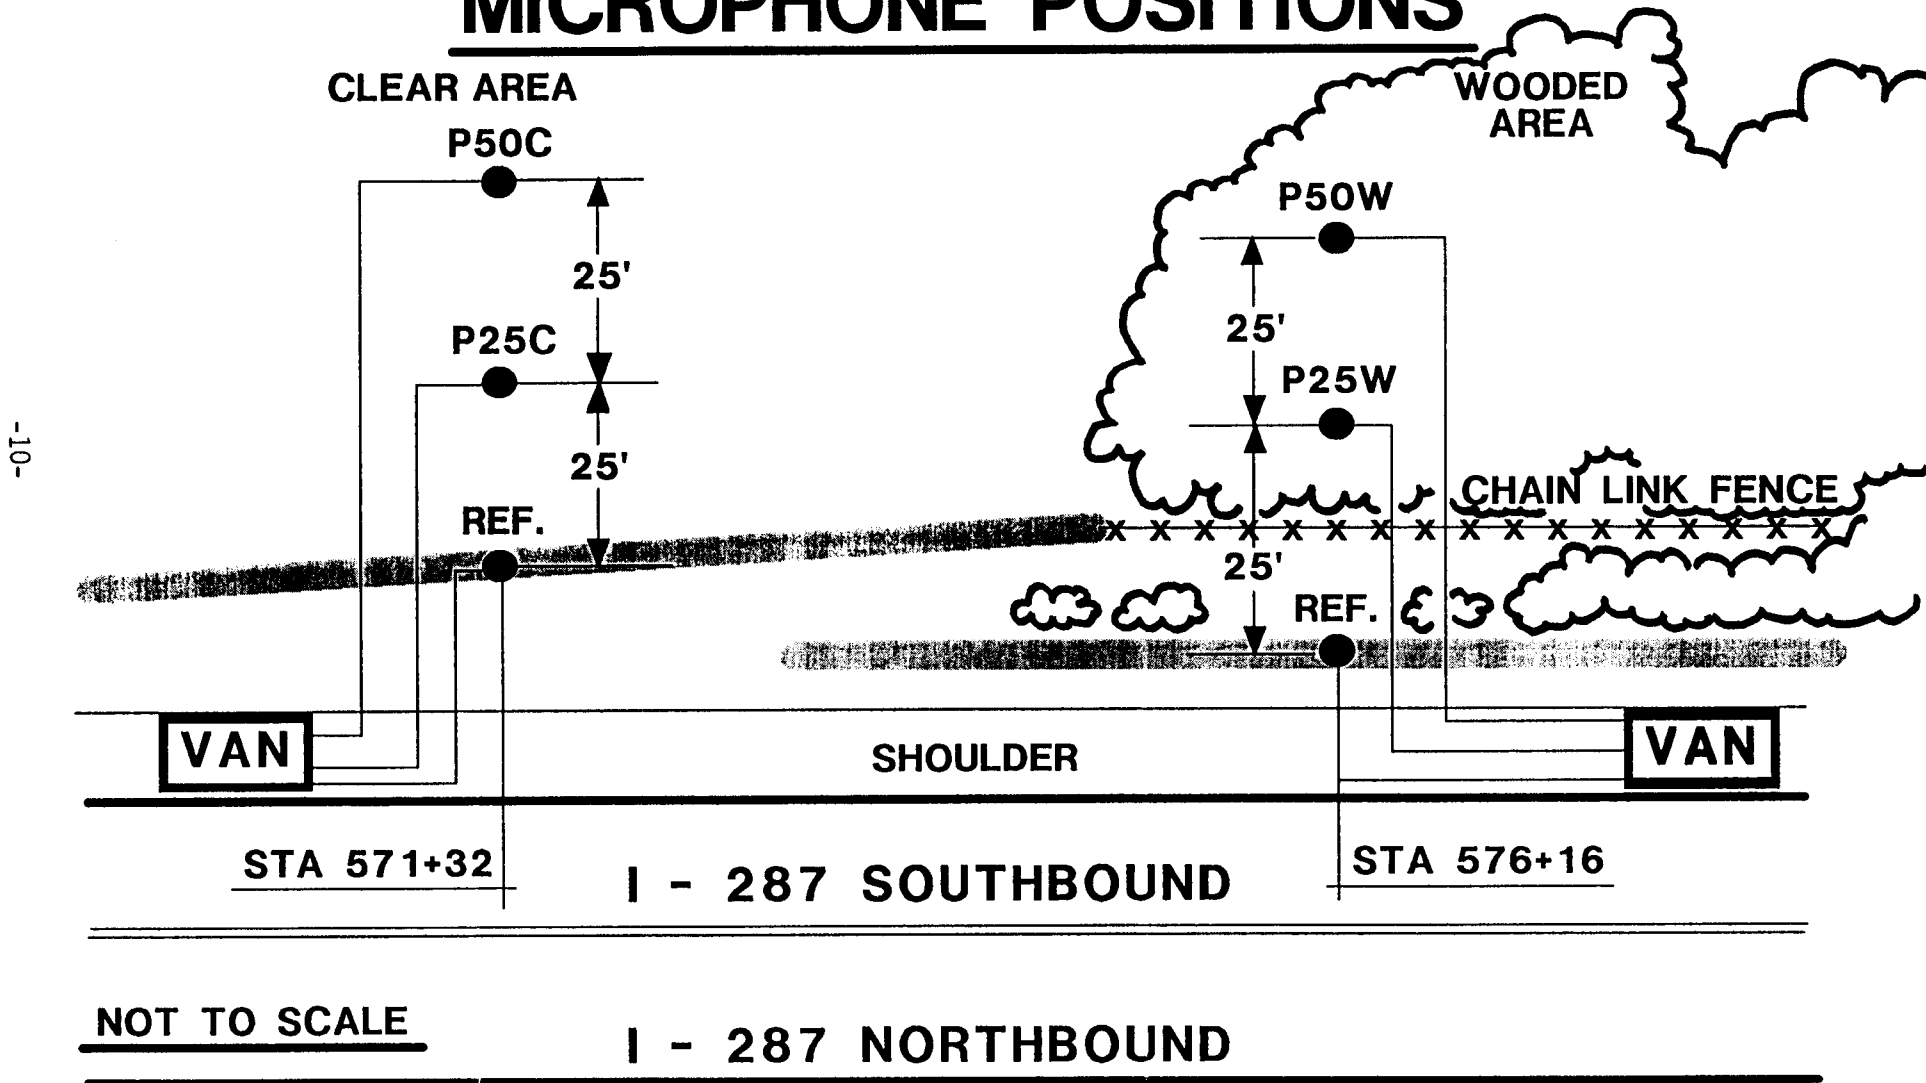 MICROPHONE POSITIONS
CLEAR AREA
WOODED
AREA
P50C
P50W
25'
25'
P25C
P25W
25'
-10-
CHAIN LINK FENCE
REF.
X X X X X X X X X X X X X X X X X
25'
REF.
VAN
SHOULDER
VAN
STA 571+32
STA 576+16
I - 287 SOUTHBOUND
NOT TO SCALE
I - 287 NORTHBOUND